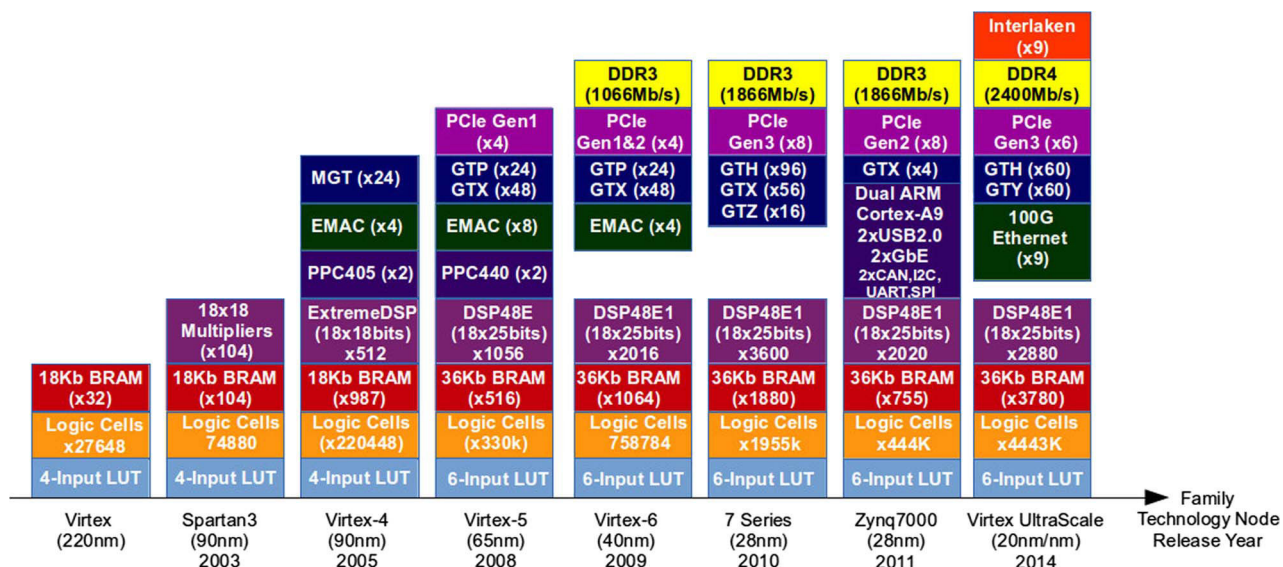 4-Input LUT
Logic Cells
x27648
18Kb BRAM
(x32)
Virtex
(220nm)
18x18
Multipliers
(x104)
18Kb BRAM
(x104)
Logic Cells
74880
4-Input LUT
Spartan3
(90nm)
2003
MGT (x24)
EMAC (x4)
PPC405 (x2)
ExtremeDSP
(18x18bits)
x512
18Kb BRAM
(x987)
Logic Cells
(x220448)
4-Input LUT
Virtex-4
(90nm)
2005
PCIe Gen1
(x4)
GTP (x24)
GTX (x48)
EMAC (x8)
PPC440 (x2)
DSP48E
(18x25bits)
x1056
36Kb BRAM
(x516)
Logic Cells
(x330k)
6-Input LUT
Virtex-5
(65nm)
2008
DDR3
(1066Mb/s)
PCIe
Gen1&2 (x4)
GTP (x24)
GTX (x48)
EMAC (x4)
DSP48E1
(18x25bits)
x2016
36Kb BRAM
(x1064)
Logic Cells
758784
6-Input LUT
Virtex-6
(40nm)
2009
DDR3
(1866Mb/s)
PCIe
Gen3 (x8)
GTH (x96)
GTX (x56)
GTZ (x16)
DSP48E1
(18x25bits)
x3600
36Kb BRAM
(x1880)
Logic Cells
x1955k
6-Input LUT
7 Series
(28nm)
2010
DDR3
(1866Mb/s)
PCIe
Gen2 (x8)
GTX (x4)
Dual ARM
Cortex-A9
2xUSB2.0
2xGbE
2xCAN,I2C,
UART,SPI
DSP48E1
(18x25bits)
x2020
36Kb BRAM
(x755)
Logic Cells
x444K
6-Input LUT
Zynq7000
(28nm)
2011
Interlaken
(x9)
DDR4
(2400Mb/s)
PCIe
Gen3 (x6)
GTH (x60)
GTY (x60)
100G
Ethernet
(x9)
DSP48E1
(18x25bits)
x2880
36Kb BRAM
(x3780)
Logic Cells
x4443K
6-Input LUT
Virtex UltraScale
(20nm/nm)
2014
Family
Technology Node
Release Year